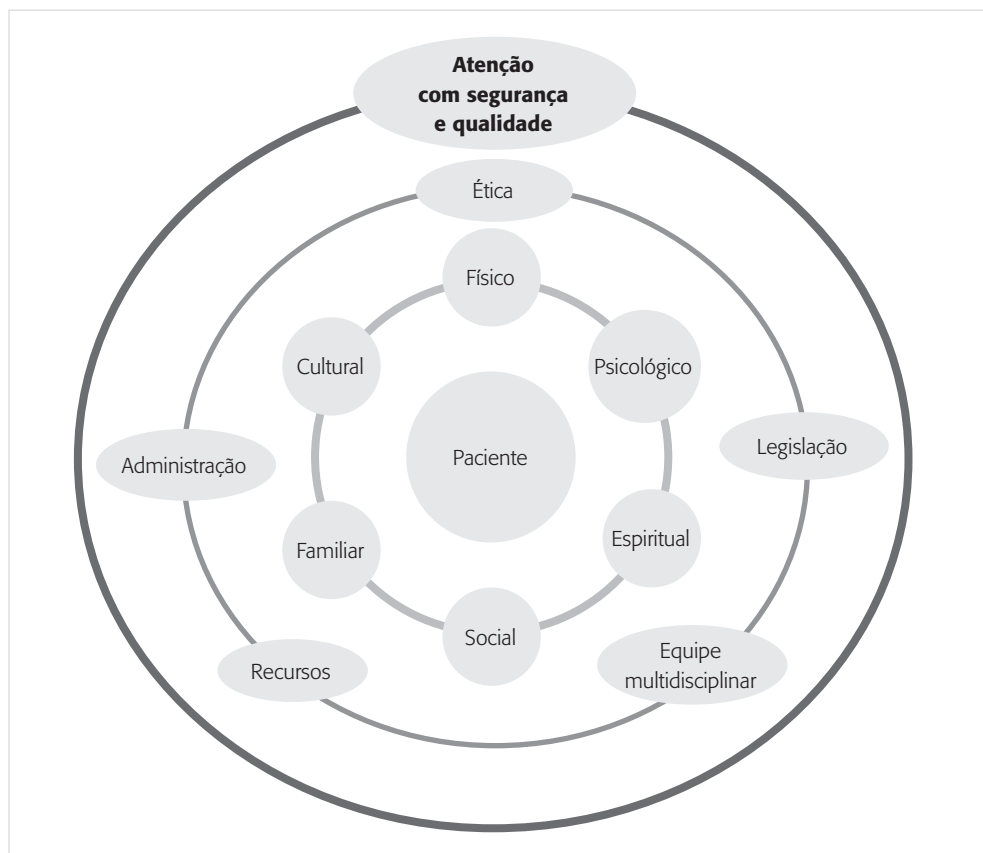 Atenção
com segurança
e qualidade
Ética
Físico
Cultural
Psicológico
Paciente
Administração
Legislação
Familiar
Espiritual
Social
Recursos
Equipe
multidisciplinar